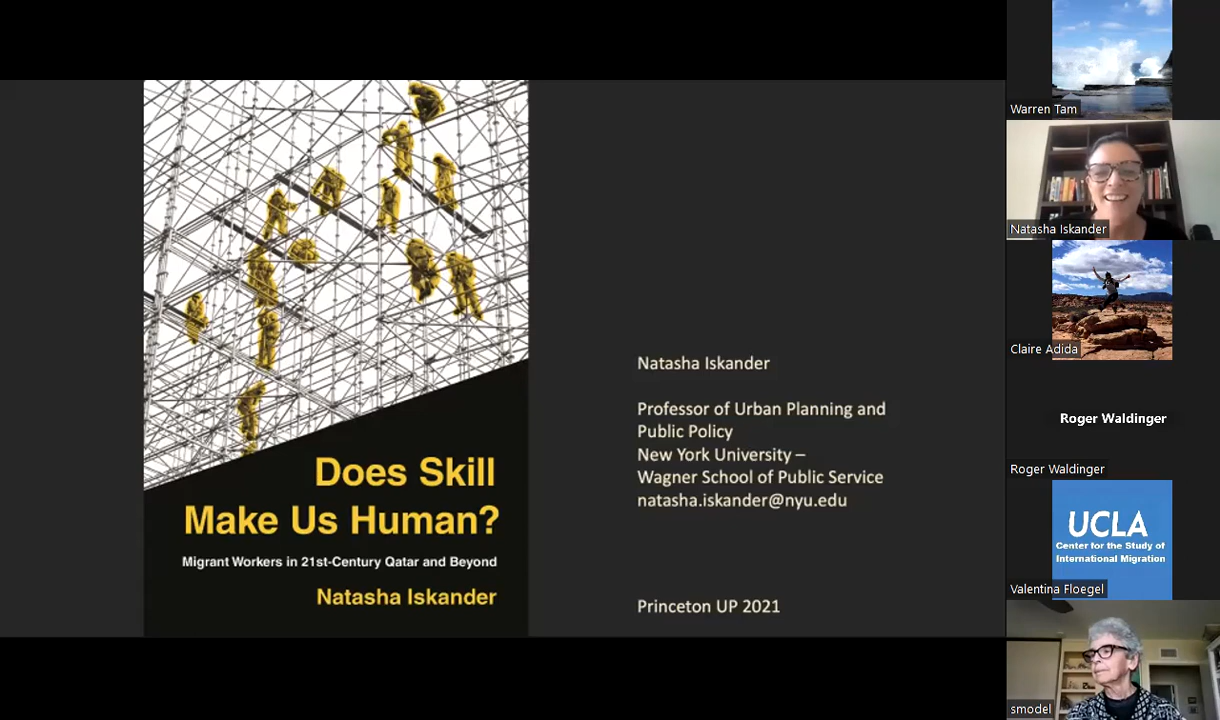 Does Skill
Make Us Human?
Migrant Workers in 21st-Century Qatar and Beyond
Natasha Iskander
Natasha Iskander
Professor of Urban Planning and
Public Policy
New York University –
Wagner School of Public Service
natasha.iskander@nyu.edu
Princeton UP 2021
Warren Tam
Natasha Iskander
Claire Adida
Roger Waldinger
Roger Waldinger
UCLA
Center for the Study of
International Migration
Valentina Floegel
smodel